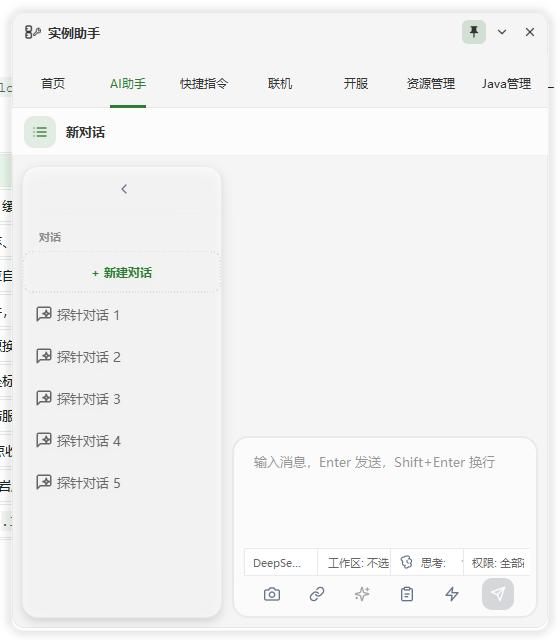 实例助手
首页 AI助手 快捷指令 联机 开服 资源管理 Java管理
新对话
对话
+ 新建对话
探针对话 1
探针对话 2
探针对话 3
探针对话 4
探针对话 5
输入消息，Enter 发送，Shift+Enter 换行
DeepSe... 工作区: 不选 思考: 权限: 全部